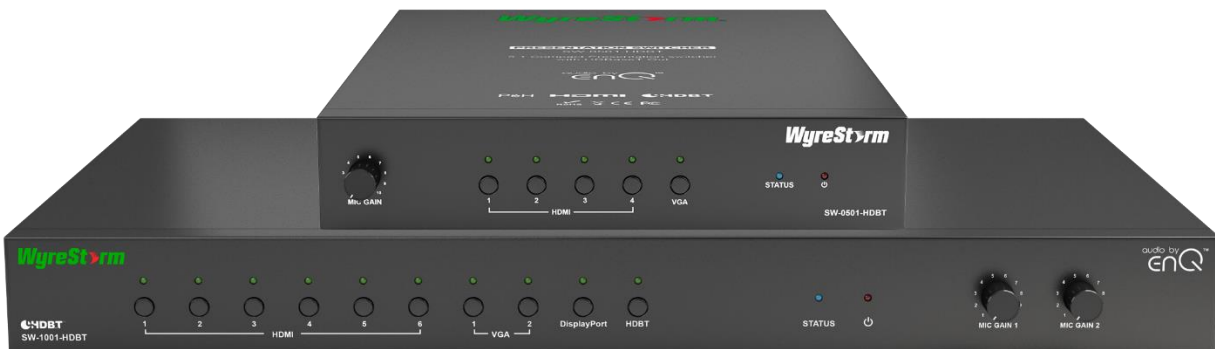 WyreStorm
PRESENTATION SWITCHER
SW-0501-HDBT
enQ
PoH HDMI HDBT
WyreStorm
MIC GAIN
1 2 3 4
HDMI
VGA
STATUS
SW-0501-HDBT
WyreStorm
HDBT
SW-1001-HDBT
1 2 3 4 5 6
HDMI
1 2
VGA
DisplayPort
HDBT
STATUS
audio by
enQ™
MIC GAIN 1
MIC GAIN 2